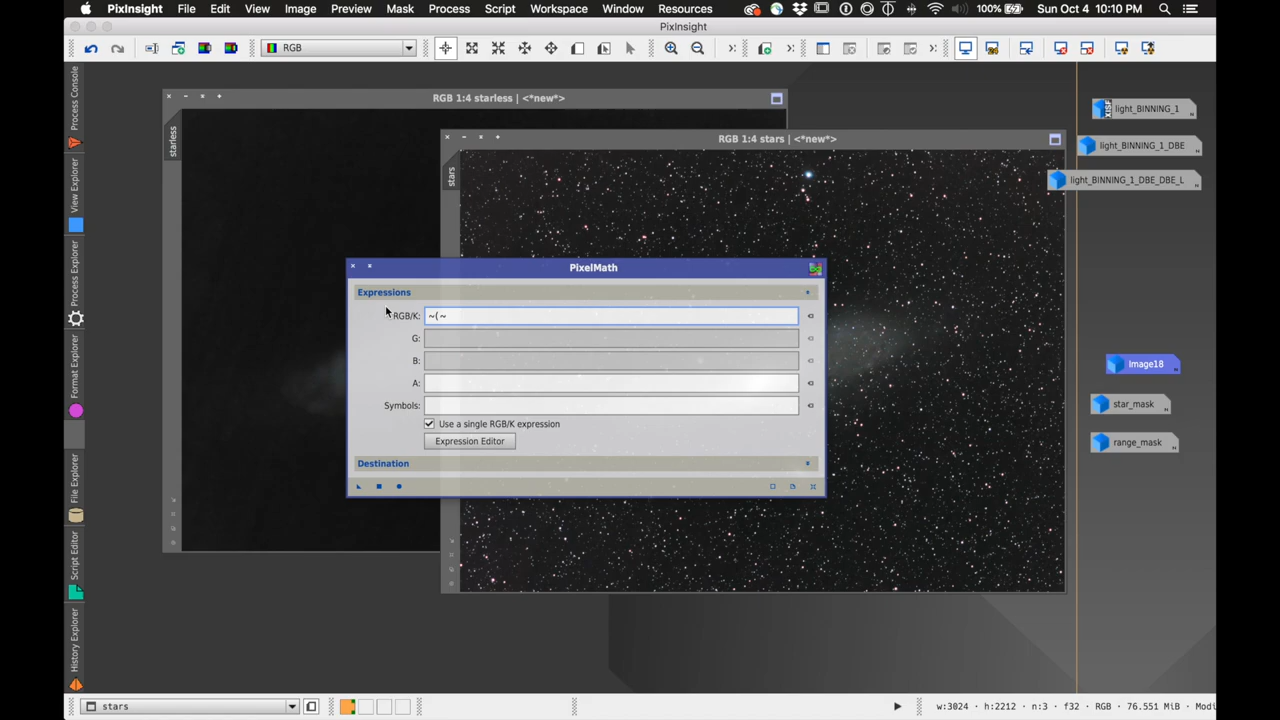 PixInsight File Edit View Image Preview Mask Process Script Workspace Window Resources 100% Sun Oct 4 10:10 PM
PixInsight
RGB
RGB 1:4 starless | <*new*>
RGB 1:4 stars | <*new*>
starless
stars
Process Console
View Explorer
Process Explorer
Format Explorer
File Explorer
Script Editor
History Explorer
light_BINNING_1
light_BINNING_1_DBE
light_BINNING_1_DBE_DBE_L
Image18
star_mask
range_mask
PixelMath
Expressions
RGB/K: ~(~
G:
B:
A:
Symbols:
Use a single RGB/K expression
Expression Editor
Destination
stars
w:3024 · h:2212 · n:3 · f32 · RGB · 76.551 MiB · Modi